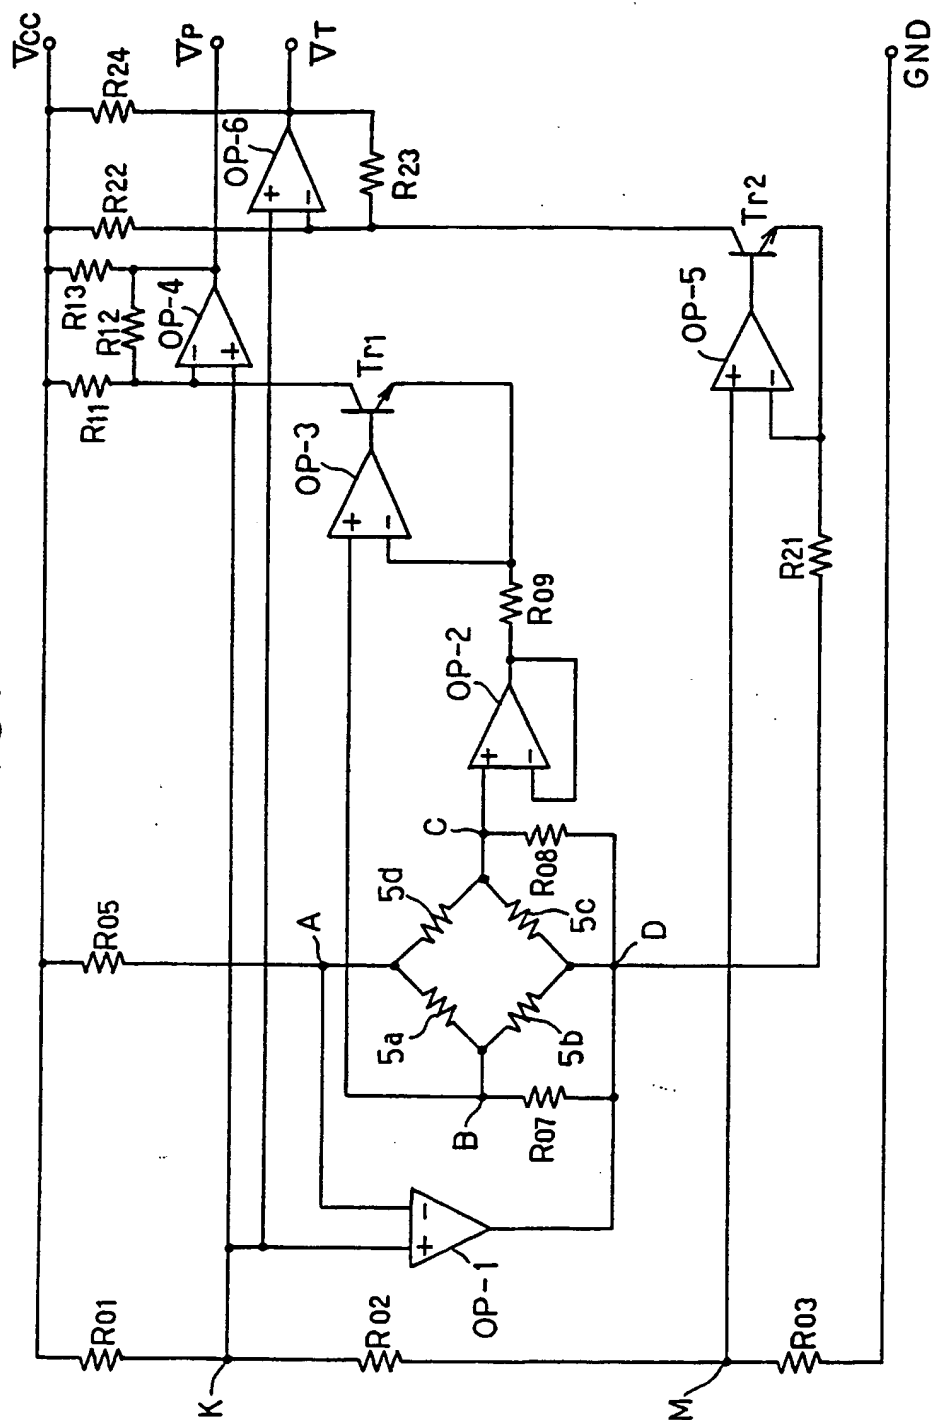 Vcc
R24
VP
VT
OP-6
R22
R23
R13
R12
OP-4
R11
Tr2
OP-5
Tr1
OP-3
R21
R09
OP-2
C
R08
5d
5c
R05
A
D
5a
5b
B
R07
OP-1
R01
R02
R03
K
M
GND
+
-
+
-
+
-
+
-
+
-
+
-